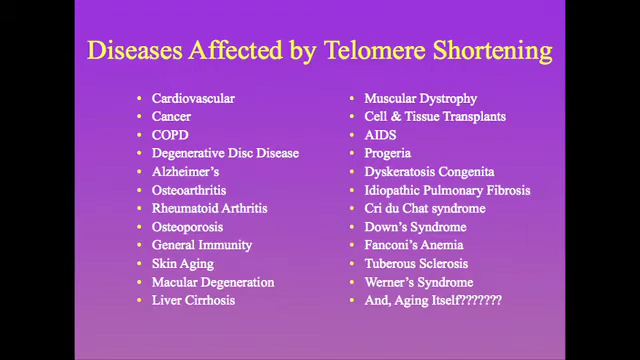 Diseases Affected by Telomere Shortening
• Cardiovascular
• Cancer
• COPD
• Degenerative Disc Disease
• Alzheimer's
• Osteoarthritis
• Rheumatoid Arthritis
• Osteoporosis
• General Immunity
• Skin Aging
• Macular Degeneration
• Liver Cirrhosis
• Muscular Dystrophy
• Cell & Tissue Transplants
• AIDS
• Progeria
• Dyskeratosis Congenita
• Idiopathic Pulmonary Fibrosis
• Cri du Chat syndrome
• Down's Syndrome
• Fanconi's Anemia
• Tuberous Sclerosis
• Werner's Syndrome
• And, Aging Itself???????